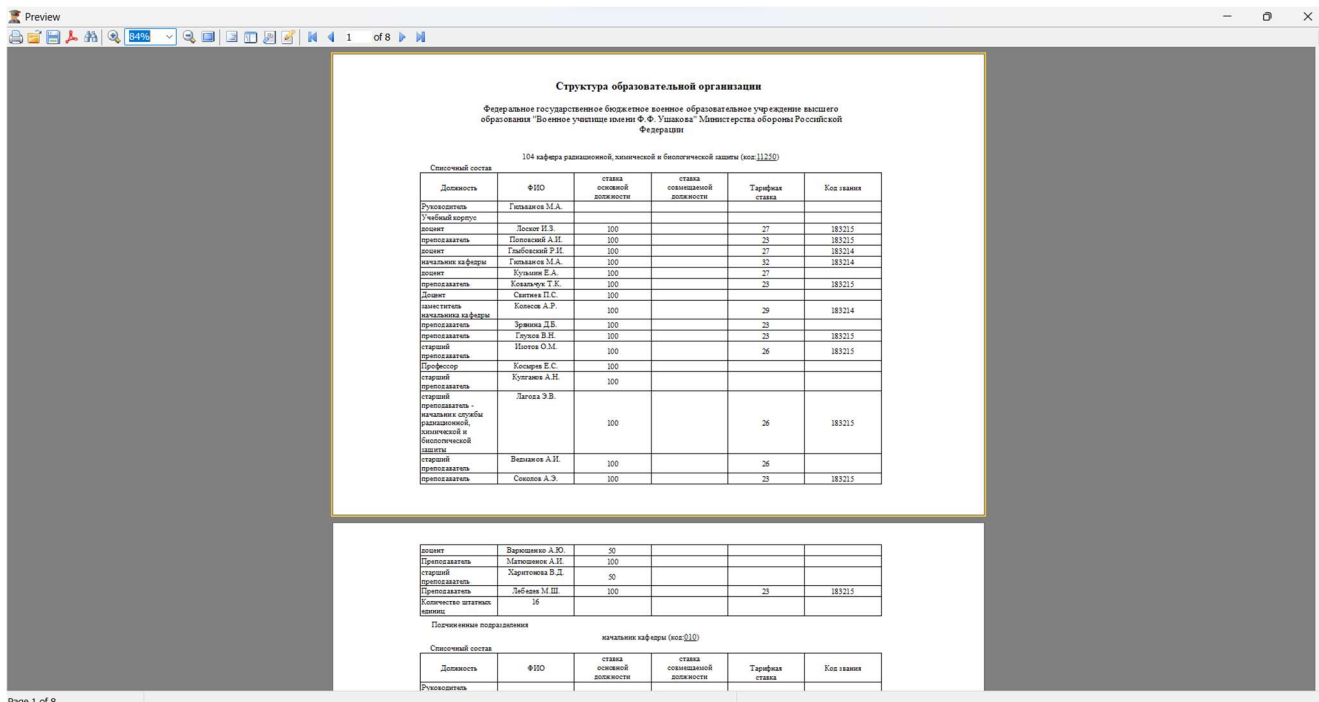 Preview
84%
1 of 8
Структура образовательной организации
Федеральное государственное бюджетное военное образовательное учреждение высшего
образования "Военное училище имени Ф.Ф. Ушакова" Министерства обороны Российской
Федерации
104 кафедра радиационной, химической и биологической защиты (код:11250)
Списочный состав
Должность ФИО ставка основной должности ставка совмещаемой должности Тарифная ставка Код звания
Руководитель Гильванов М.А.
Учебный корпус
доцент Лоскот И.З. 100 27 183215
преподаватель Поповский А.И. 100 23 183215
доцент Глыбовский Р.И. 100 27 183214
начальник кафедры Гильванов М.А. 100 32 183214
доцент Кузьмин Е.А. 100 27
преподаватель Ковальчук Т.К. 100 23 183215
Доцент Свитнев П.С. 100
заместитель начальника кафедры Колесов А.Р. 100 29 183214
преподаватель Эрянина Д.Б. 100 23
преподаватель Глухов В.Н. 100 23 183215
старший преподаватель Изотов О.М. 100 26 183215
Профессор Косырев Е.С. 100
старший преподаватель Кулганов А.Н. 100
старший преподаватель - начальник службы радиационной, химической и биологической защиты Лагода Э.В. 100 26 183215
старший преподаватель Ведманов А.И. 100 26
преподаватель Соколов А.Э. 100 23 183215
доцент Варюшенко А.Ю. 50
Преподаватель Матюшенок А.И. 100
старший преподаватель Харитонова В.Д. 50
Преподаватель Лебедев М.Ш. 100 23 183215
Количество штатных единиц 16
Подчиненные подразделения
начальник кафедры (код:010)
Списочный состав
Должность ФИО ставка основной должности ставка совмещаемой должности Тарифная ставка Код звания
Руководитель
Page 1 of 8